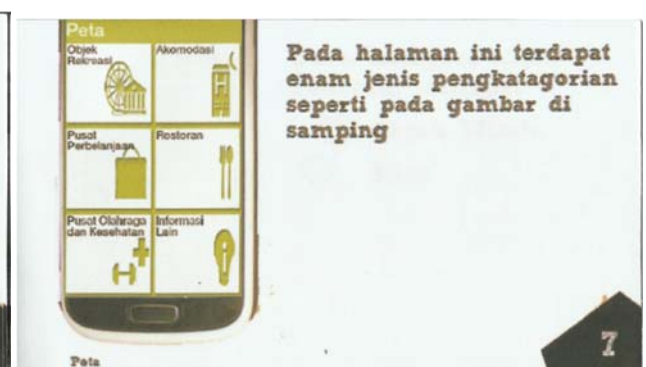 Peta
Objek
Rekreasi
Akomodasi
Pusat
Perbelanjaan
Restoran
Pusat Olahraga
dan Kesehatan
Informasi
Lain
Peta
Pada halaman ini terdapat
enam jenis pengkatagorian
seperti pada gambar di
samping
7